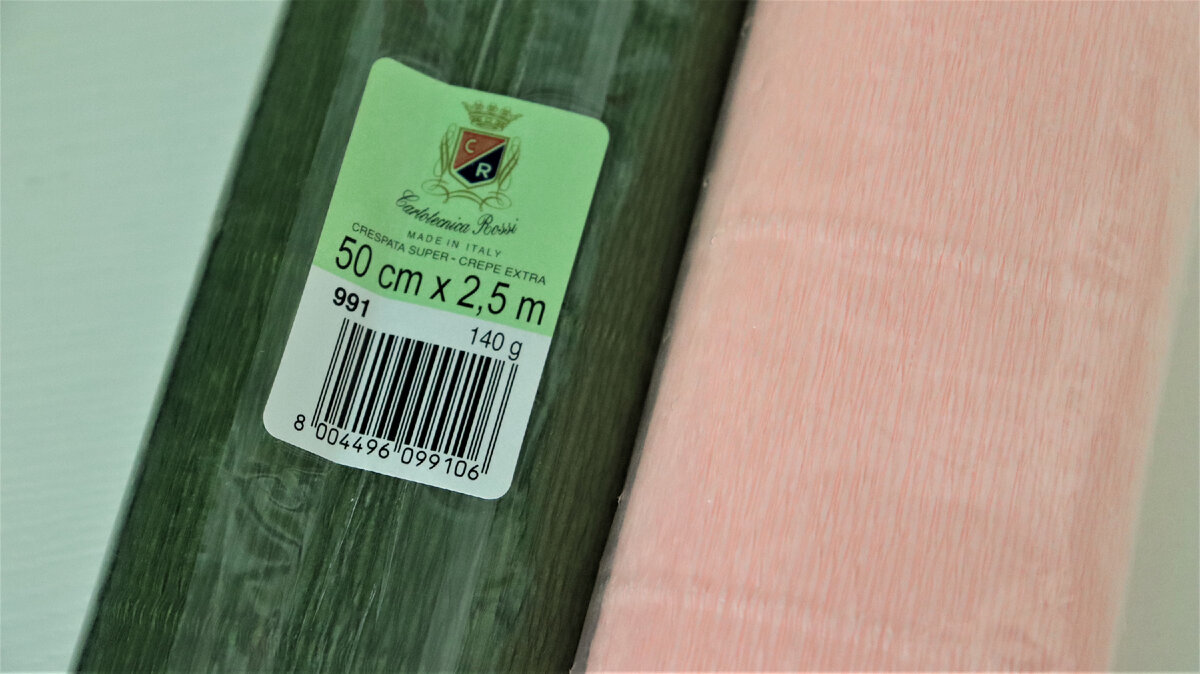 C
R
Cartotecnica Rossi
MADE IN ITALY
CRESPATA SUPER - CREPE EXTRA
50 cm x 2,5 m
991
140 g
8 004496 099106